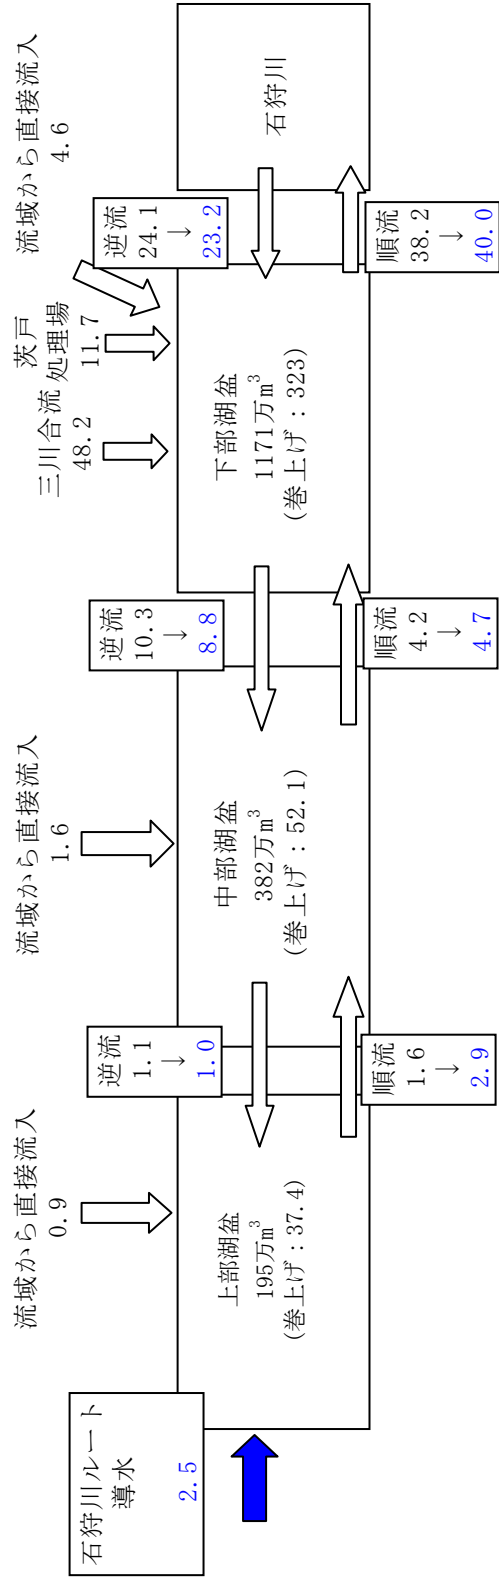 石狩川ルート
導水
2.5
流域から直接流入
0.9
上部湖盆
195万m³
(巻上げ:37.4)
逆流
1.1
→
1.0
順流
1.6
→
2.9
流域から直接流入
1.6
中部湖盆
382万m³
(巻上げ:52.1)
逆流
10.3
→
8.8
順流
4.2
→
4.7
三川合流
48.2
茨戸
処理場
11.7
流域から直接流入
4.6
下部湖盆
1171万m³
(巻上げ:323)
逆流
24.1
→
23.2
順流
38.2
→
40.0
石狩川